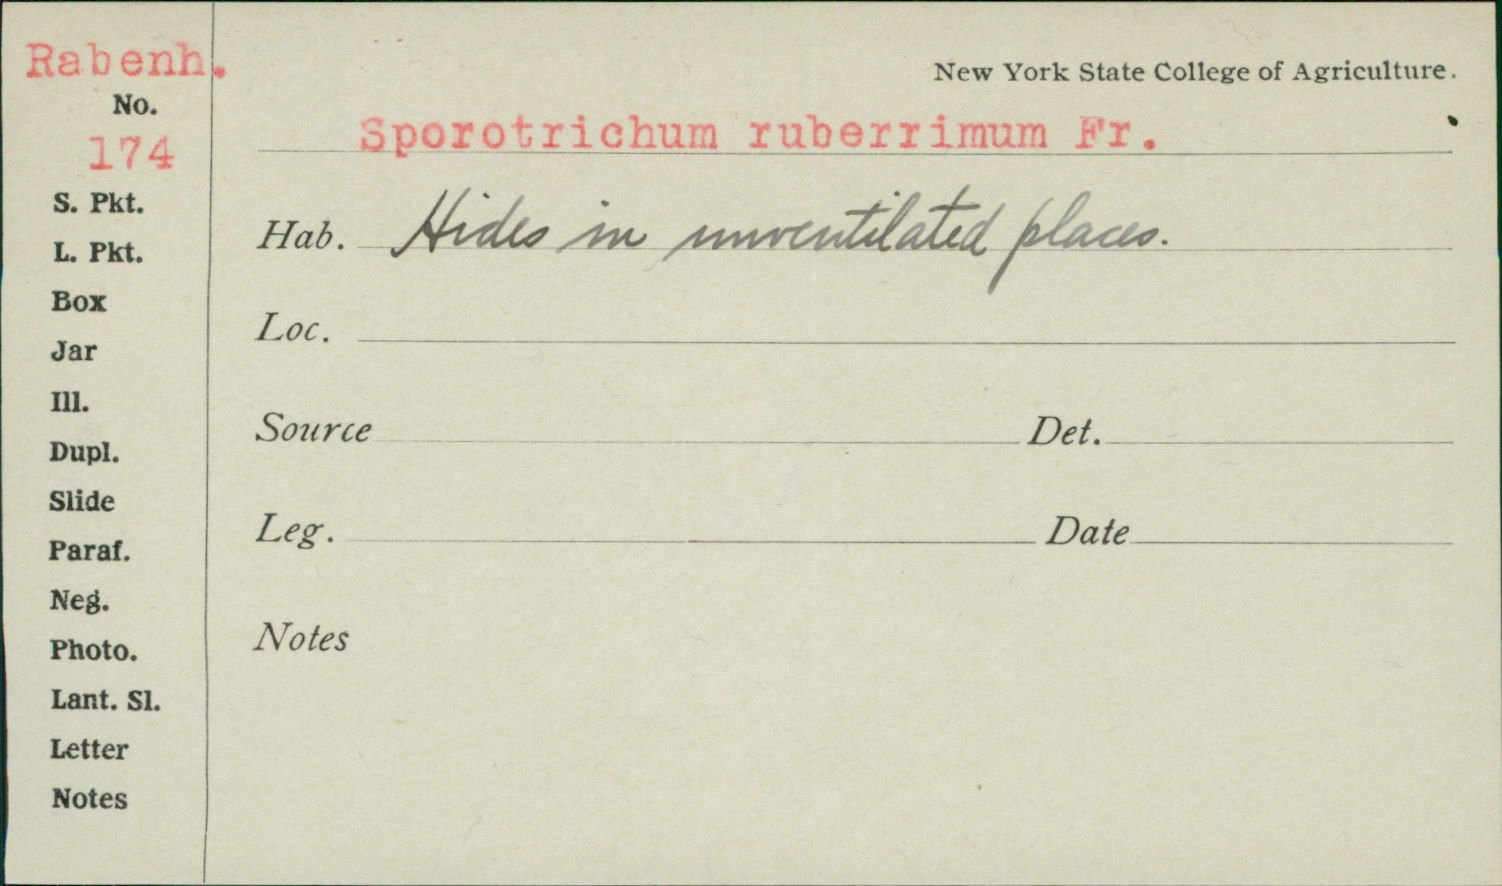 Rabenh.
No.
174
S. Pkt.
L. Pkt.
Box
Jar
Ill.
Dupl.
Slide
Paraf.
Neg.
Photo.
Lant. Sl.
Letter
Notes
New York State College of Agriculture.
Sporotrichum ruberrimum Fr.
Hab. Hides in unventilated places.
Loc.
Source Det.
Leg. Date
Notes